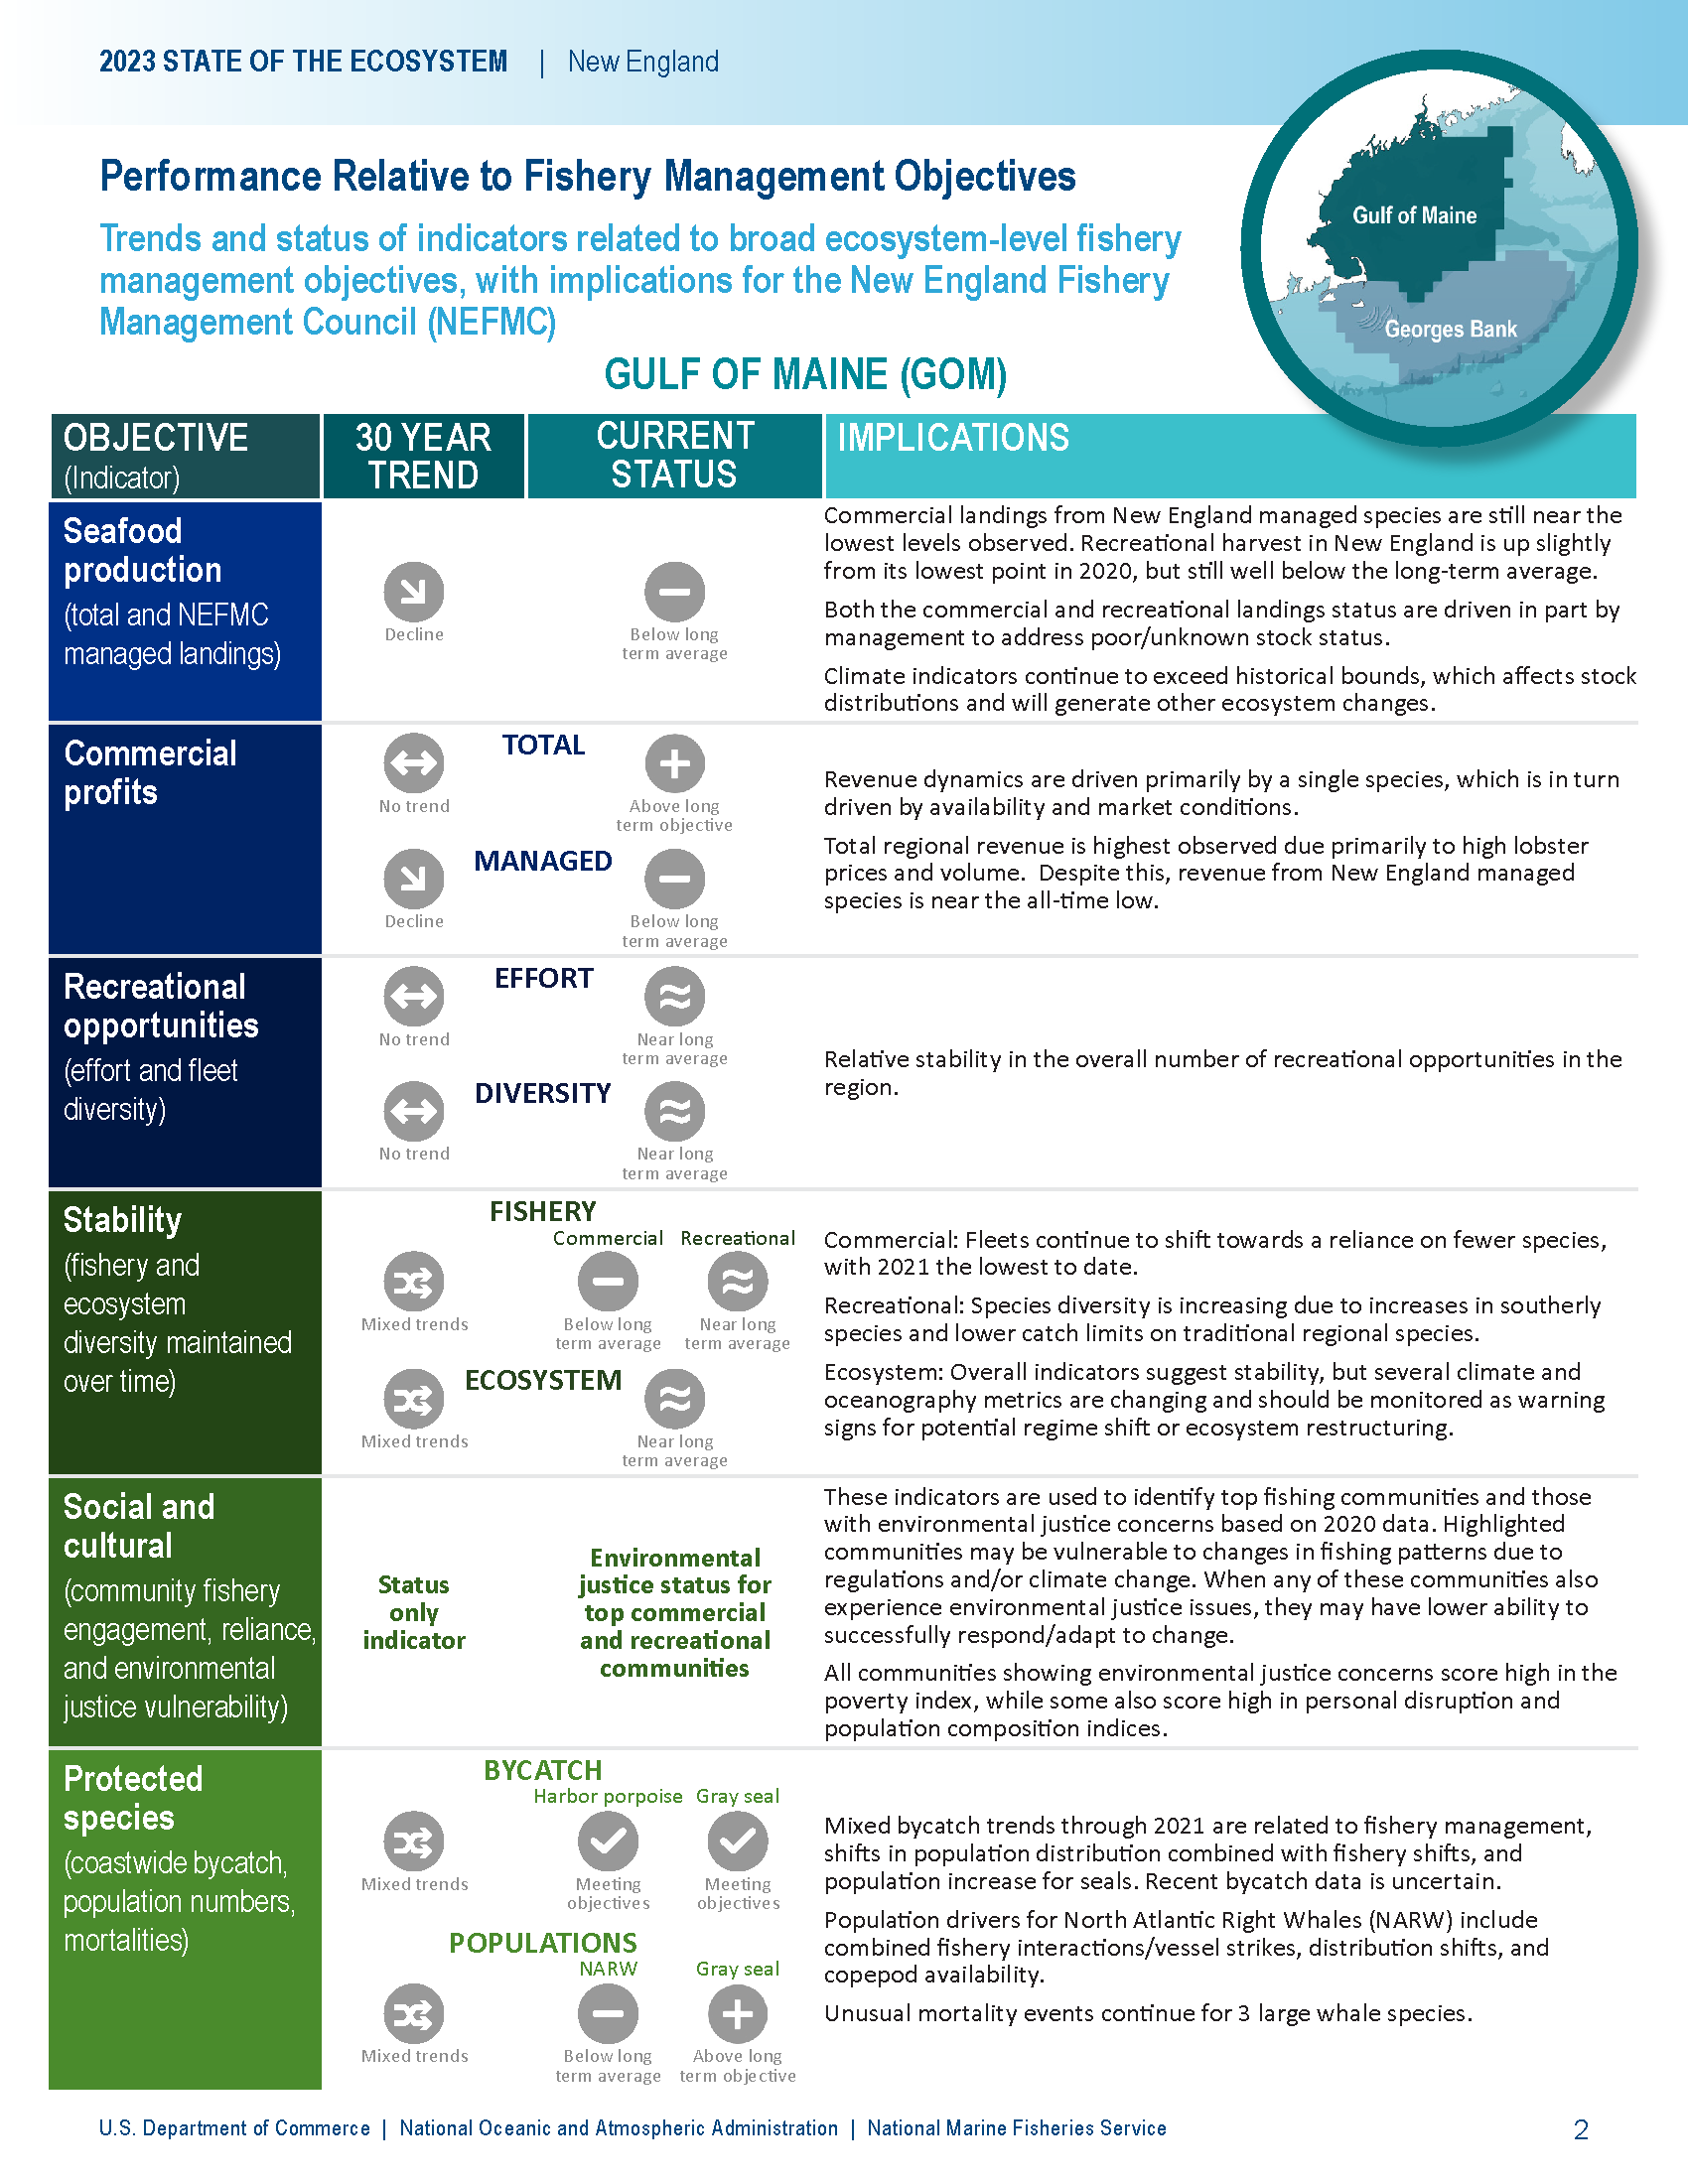 2023 STATE OF THE ECOSYSTEM | New England
Performance Relative to Fishery Management Objectives
Trends and status of indicators related to broad ecosystem-level fishery
management objectives, with implications for the New England Fishery
Management Council (NEFMC)
Gulf of Maine
Georges Bank
GULF OF MAINE (GOM)
OBJECTIVE
(Indicator)
30 YEAR
TREND
CURRENT
STATUS
IMPLICATIONS
Seafood
production
(total and NEFMC
managed landings)
Decline
Below long
term average
Commercial landings from New England managed species are still near the
lowest levels observed. Recreational harvest in New England is up slightly
from its lowest point in 2020, but still well below the long-term average.
Both the commercial and recreational landings status are driven in part by
management to address poor/unknown stock status.
Climate indicators continue to exceed historical bounds, which affects stock
distributions and will generate other ecosystem changes.
Commercial
profits
TOTAL
No trend
Above long
term objective
MANAGED
Decline
Below long
term average
Revenue dynamics are driven primarily by a single species, which is in turn
driven by availability and market conditions.
Total regional revenue is highest observed due primarily to high lobster
prices and volume.  Despite this, revenue from New England managed
species is near the all-time low.
Recreational
opportunities
(effort and fleet
diversity)
EFFORT
No trend
Near long
term average
DIVERSITY
No trend
Near long
term average
Relative stability in the overall number of recreational opportunities in the
region.
Stability
(fishery and
ecosystem
diversity maintained
over time)
FISHERY
Commercial Recreational
Mixed trends
Below long
term average
Near long
term average
ECOSYSTEM
Mixed trends
Near long
term average
Commercial: Fleets continue to shift towards a reliance on fewer species,
with 2021 the lowest to date.
Recreational: Species diversity is increasing due to increases in southerly
species and lower catch limits on traditional regional species.
Ecosystem: Overall indicators suggest stability, but several climate and
oceanography metrics are changing and should be monitored as warning
signs for potential regime shift or ecosystem restructuring.
Social and
cultural
(community fishery
engagement, reliance,
and environmental
justice vulnerability)
Status
only
indicator
Environmental
justice status for
top commercial
and recreational
communities
These indicators are used to identify top fishing communities and those
with environmental justice concerns based on 2020 data. Highlighted
communities may be vulnerable to changes in fishing patterns due to
regulations and/or climate change. When any of these communities also
experience environmental justice issues, they may have lower ability to
successfully respond/adapt to change.
All communities showing environmental justice concerns score high in the
poverty index, while some also score high in personal disruption and
population composition indices.
Protected
species
(coastwide bycatch,
population numbers,
mortalities)
BYCATCH
Harbor porpoise Gray seal
Mixed trends
Meeting
objectives
Meeting
objectives
POPULATIONS
NARW Gray seal
Mixed trends
Below long
term average
Above long
term objective
Mixed bycatch trends through 2021 are related to fishery management,
shifts in population distribution combined with fishery shifts, and
population increase for seals. Recent bycatch data is uncertain.
Population drivers for North Atlantic Right Whales (NARW) include
combined fishery interactions/vessel strikes, distribution shifts, and
copepod availability.
Unusual mortality events continue for 3 large whale species.
U.S. Department of Commerce | National Oceanic and Atmospheric Administration | National Marine Fisheries Service
2